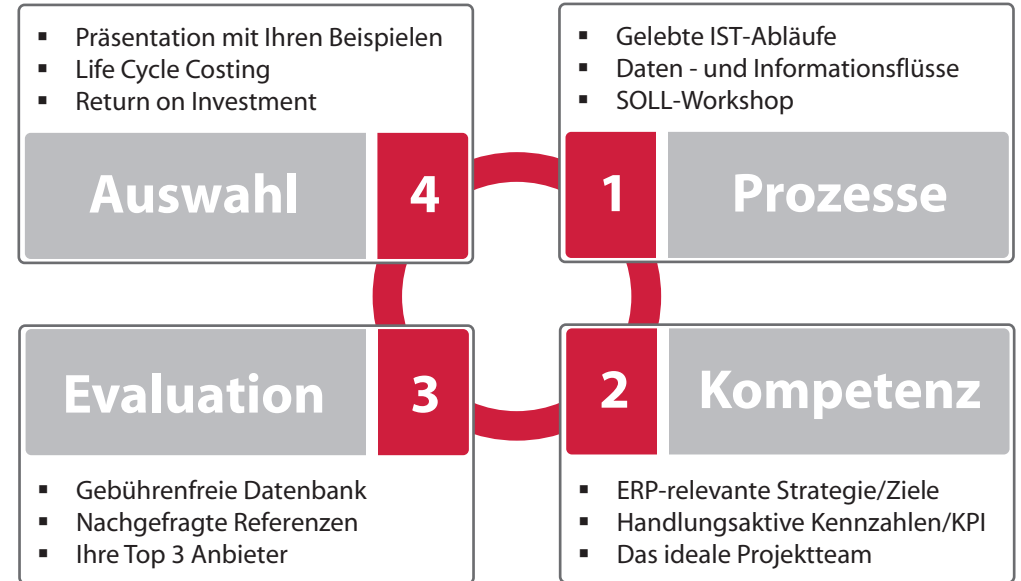 Präsentation mit Ihren Beispielen
Life Cycle Costing
Return on Investment
Auswahl 4
Gelebte IST-Abläufe
Daten - und Informationsflüsse
SOLL-Workshop
1 Prozesse
Evaluation 3
Gebührenfreie Datenbank
Nachgefragte Referenzen
Ihre Top 3 Anbieter
2 Kompetenz
ERP-relevante Strategie/Ziele
Handlungsaktive Kennzahlen/KPI
Das ideale Projektteam